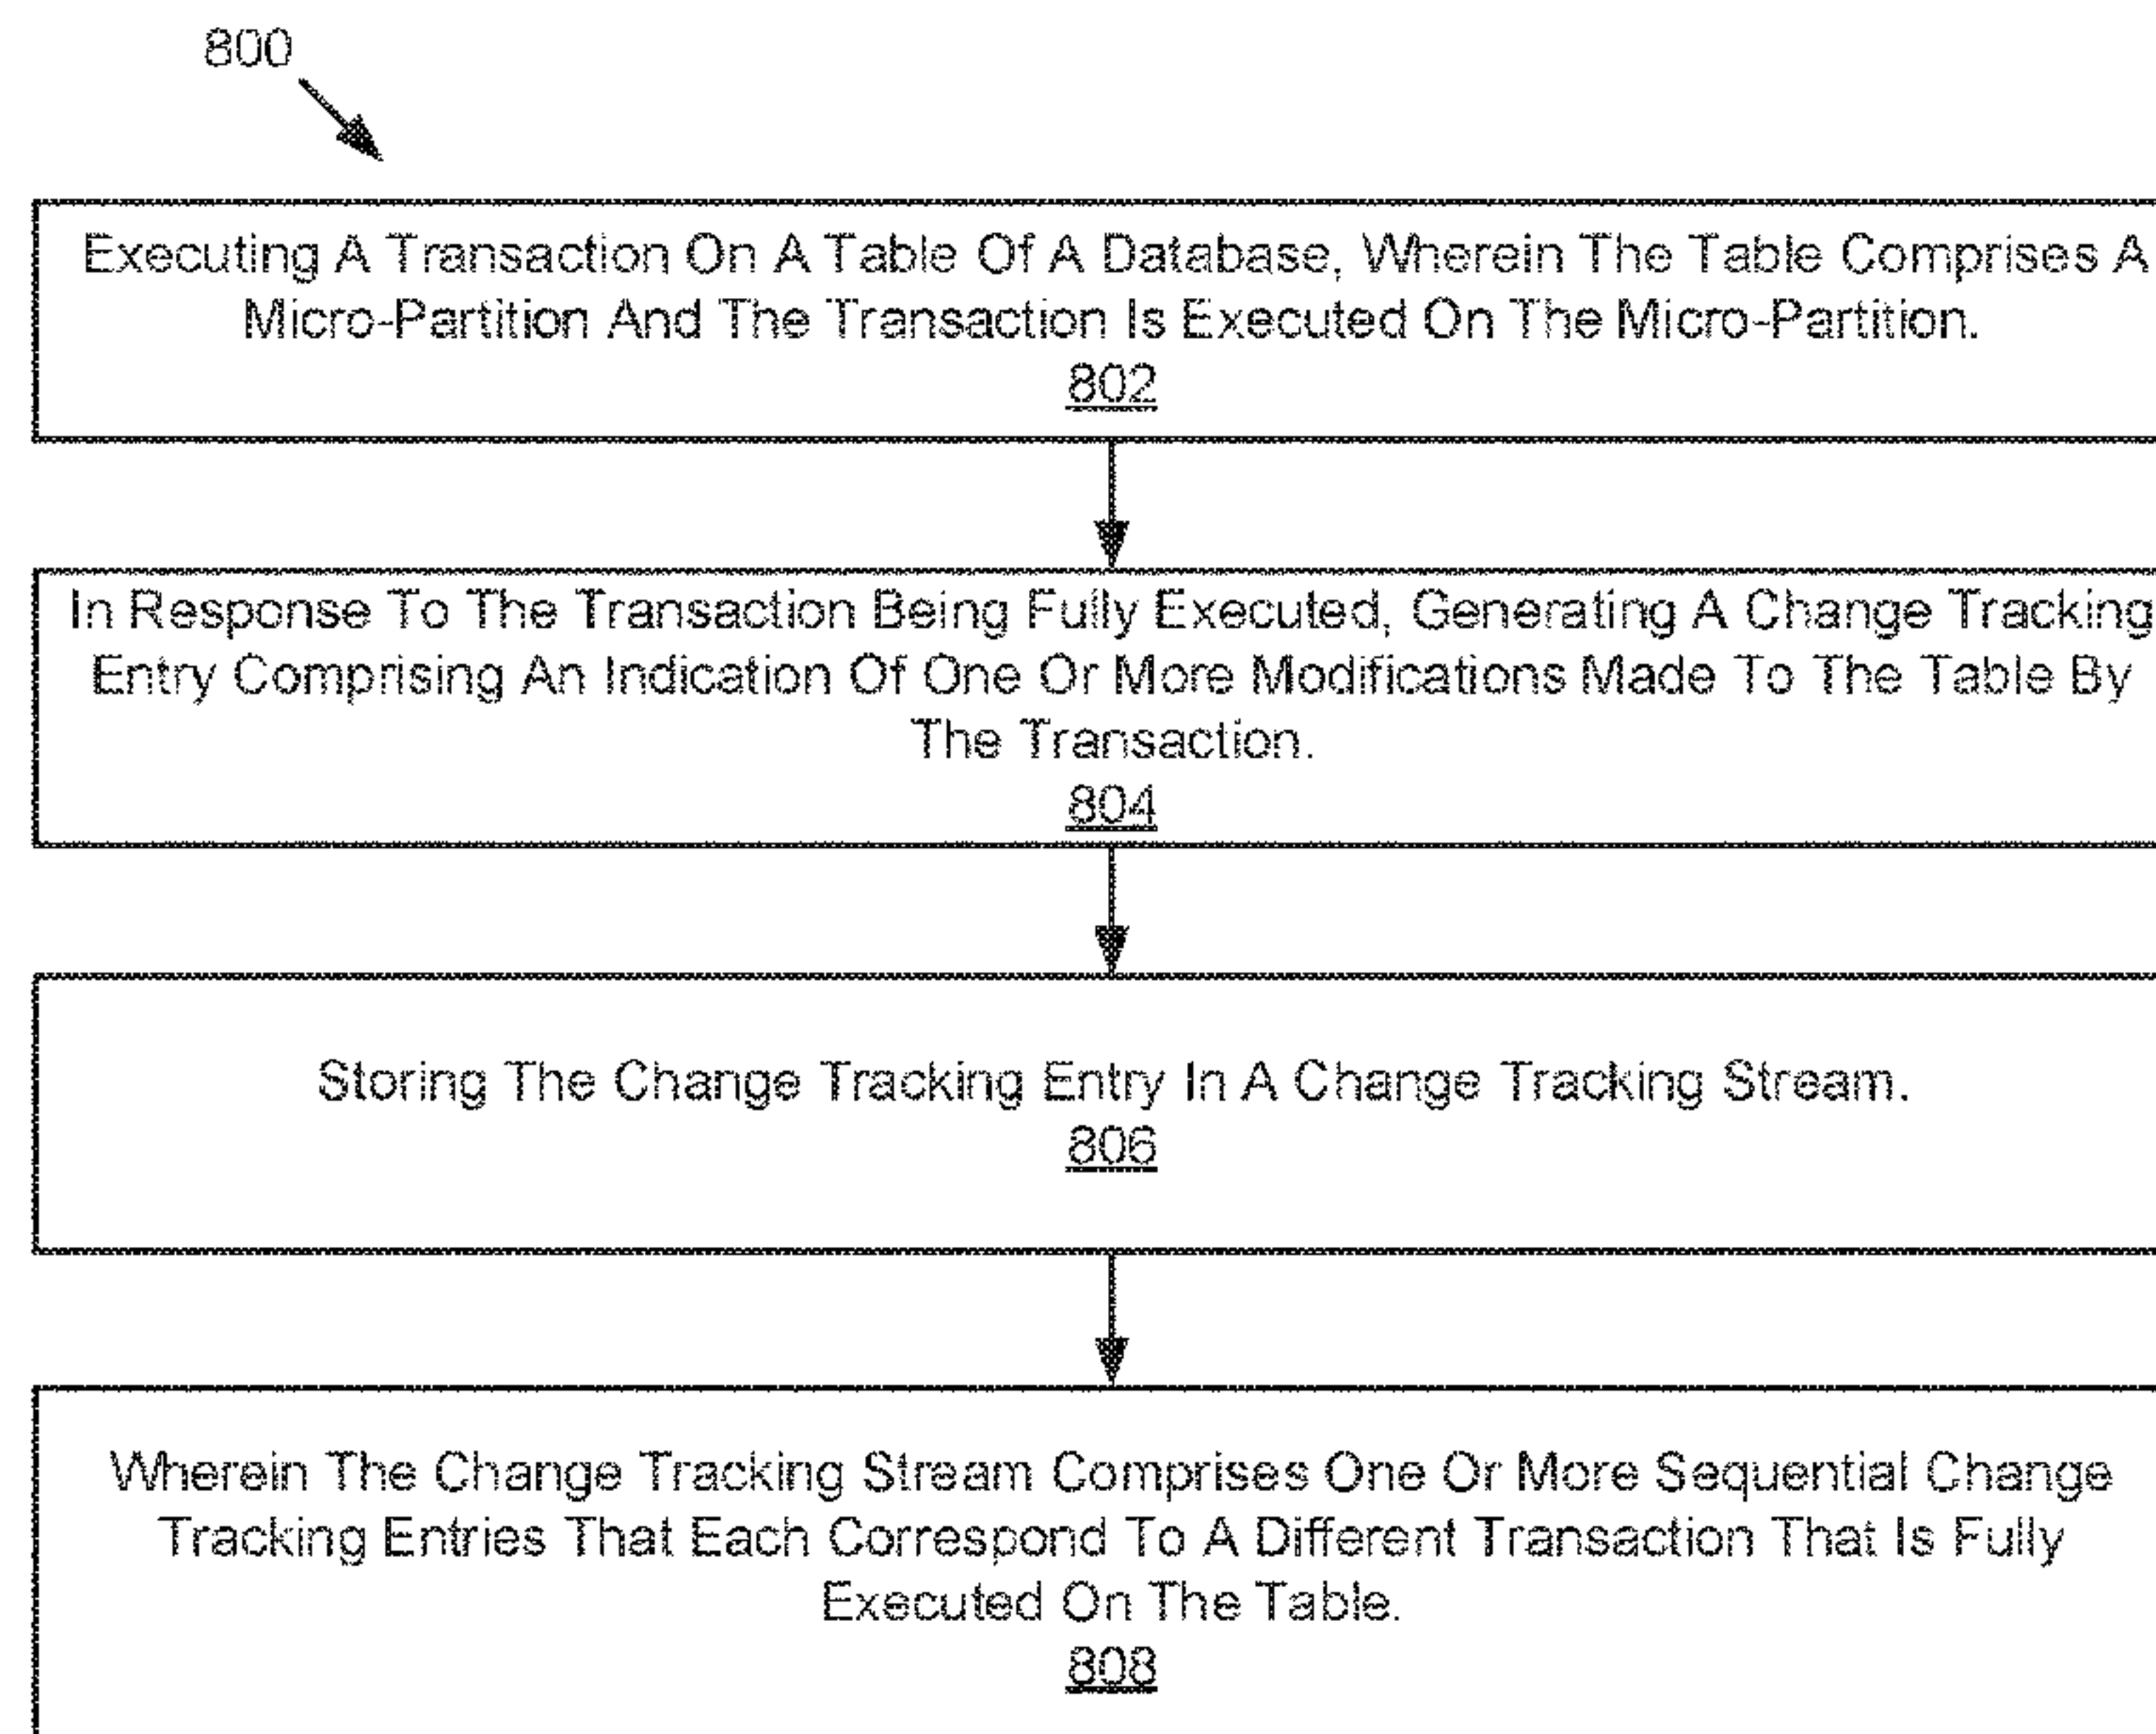 800
Executing A Transaction On A Table Of A Database, Wherein The Table Comprises A
Micro-Partition And The Transaction Is Executed On The Micro-Partition.
802
In Response To The Transaction Being Fully Executed, Generating A Change Tracking
Entry Comprising An Indication Of One Or More Modifications Made To The Table By
The Transaction.
804
Storing The Change Tracking Entry In A Change Tracking Stream.
806
Wherein The Change Tracking Stream Comprises One Or More Sequential Change
Tracking Entries That Each Correspond To A Different Transaction That Is Fully
Executed On The Table.
808